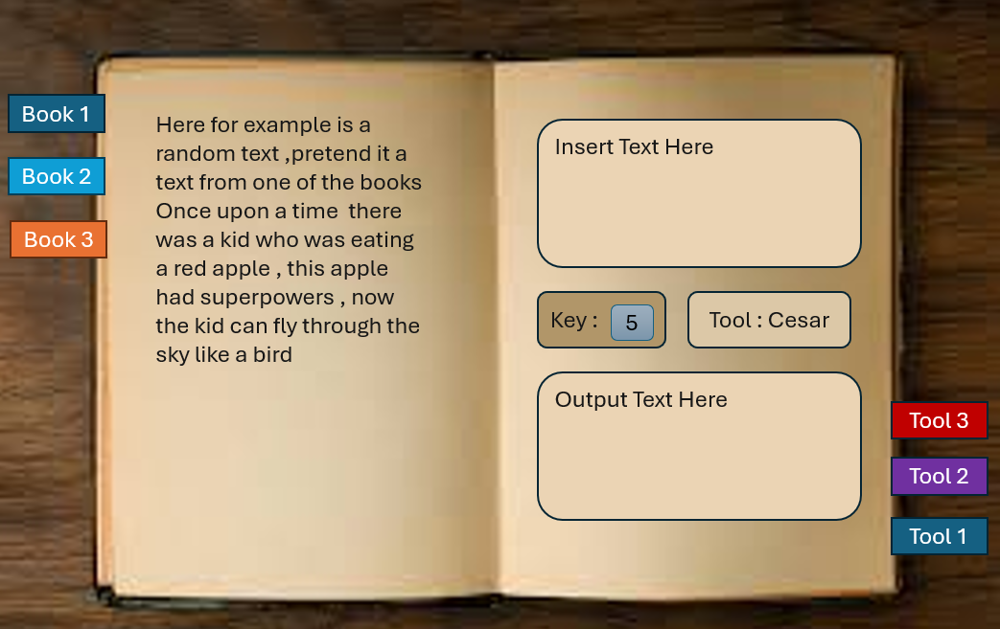 Book 1
Book 2
Book 3
Here for example is a
random text ,pretend it a
text from one of the books
Once upon a time  there
was a kid who was eating
a red apple , this apple
had superpowers , now
the kid can fly through the
sky like a bird
Insert Text Here
Key : 5
Tool : Cesar
Output Text Here
Tool 3
Tool 2
Tool 1